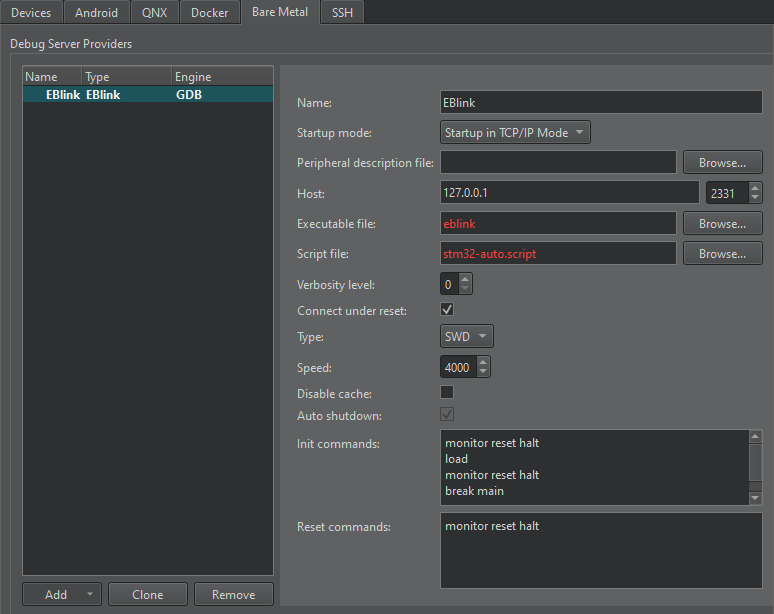 Devices Android QNX Docker Bare Metal SSH
Debug Server Providers
Name Type Engine
EBlink EBlink GDB
Name: EBlink
Startup mode: Startup in TCP/IP Mode
Peripheral description file: Browse...
Host: 127.0.0.1 2331
Executable file: eblink Browse...
Script file: stm32-auto.script Browse...
Verbosity level: 0
Connect under reset:
Type: SWD
Speed: 4000
Disable cache:
Auto shutdown:
Init commands: monitor reset halt
load
monitor reset halt
break main
Reset commands: monitor reset halt
Add Clone Remove